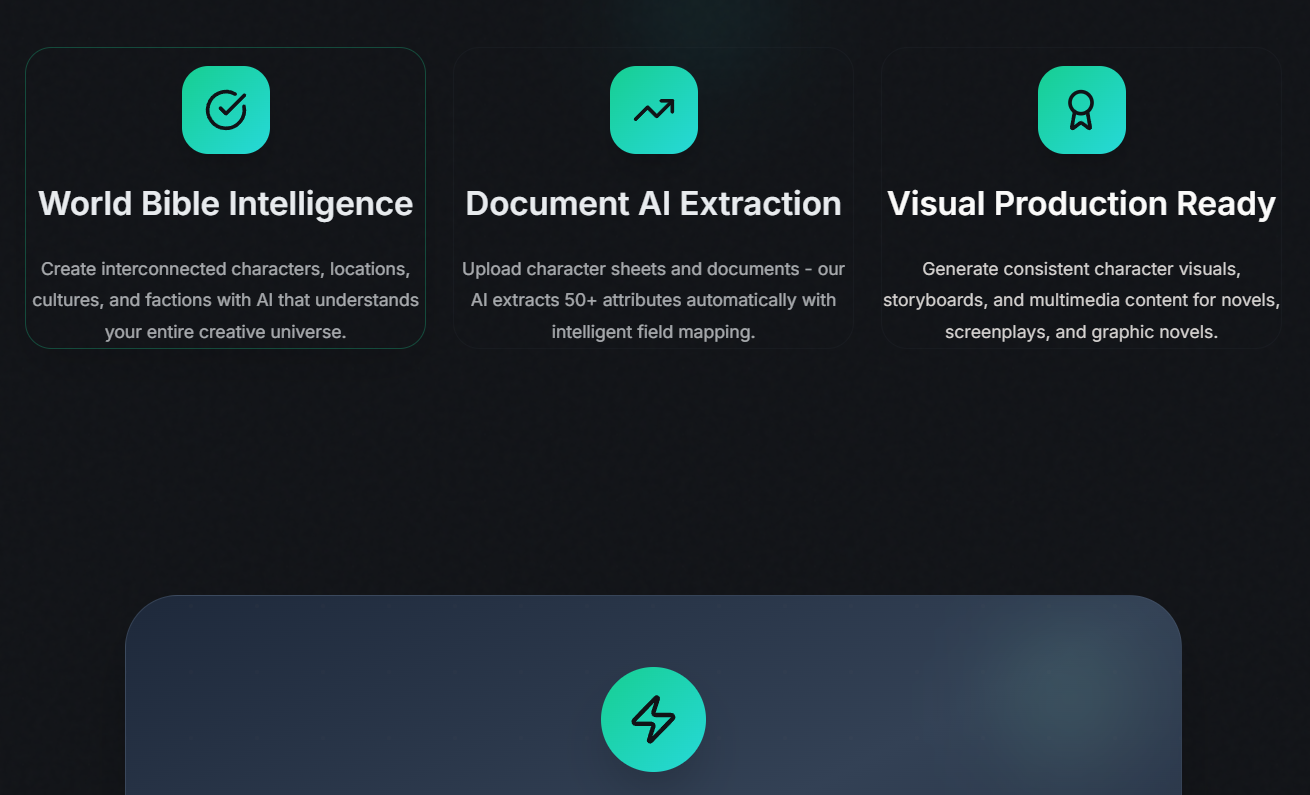 World Bible Intelligence
Create interconnected characters, locations,
cultures, and factions with AI that understands
your entire creative universe.
Document AI Extraction
Upload character sheets and documents - our
AI extracts 50+ attributes automatically with
intelligent field mapping.
Visual Production Ready
Generate consistent character visuals,
storyboards, and multimedia content for novels,
screenplays, and graphic novels.